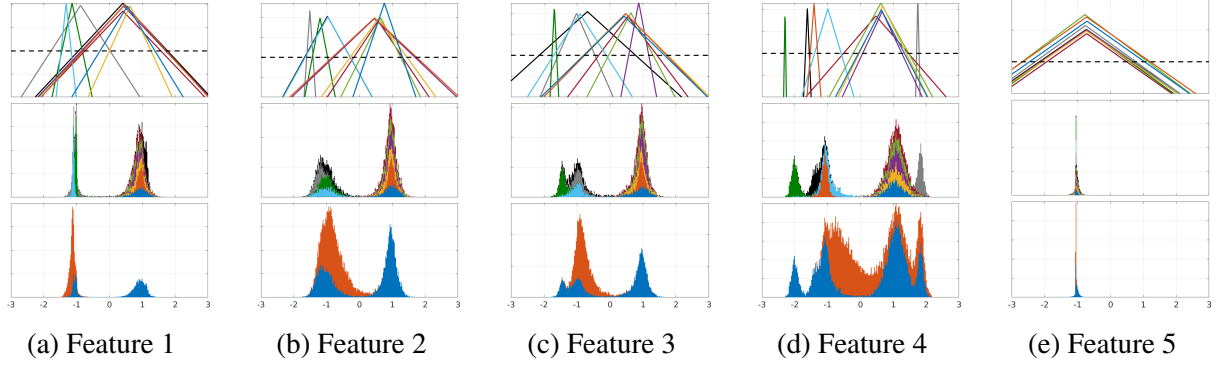 -3 -2 -1 0 1 2 3
-3 -2 -1 0 1 2 3
-3 -2 -1 0 1 2 3
-3 -2 -1 0 1 2 3
-3 -2 -1 0 1 2 3
(a) Feature 1
(b) Feature 2
(c) Feature 3
(d) Feature 4
(e) Feature 5